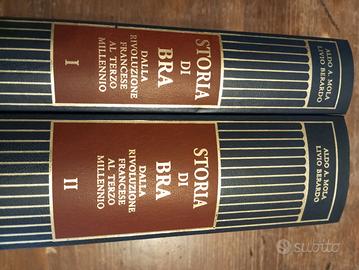 ALDO A. MOLA
LIVIO BERARDO
STORIA
DI
BRA
DALLA
RIVOLUZIONE
FRANCESE
AL TERZO
MILLENNIO
I
ALDO A. MOLA
LIVIO BERARDO
STORIA
DI
BRA
DALLA
RIVOLUZIONE
FRANCESE
AL TERZO
MILLENNIO
II
subito